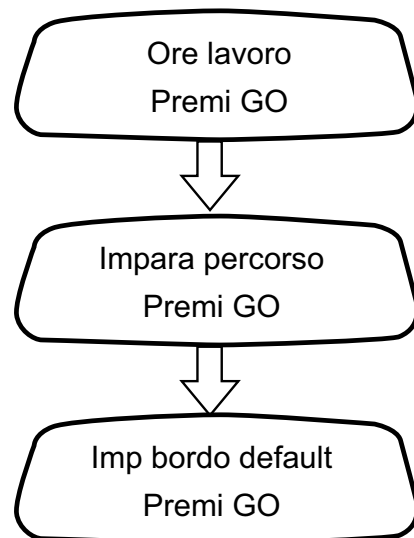 Ore lavoro
Premi GO
Impara percorso
Premi GO
Imp bordo default
Premi GO